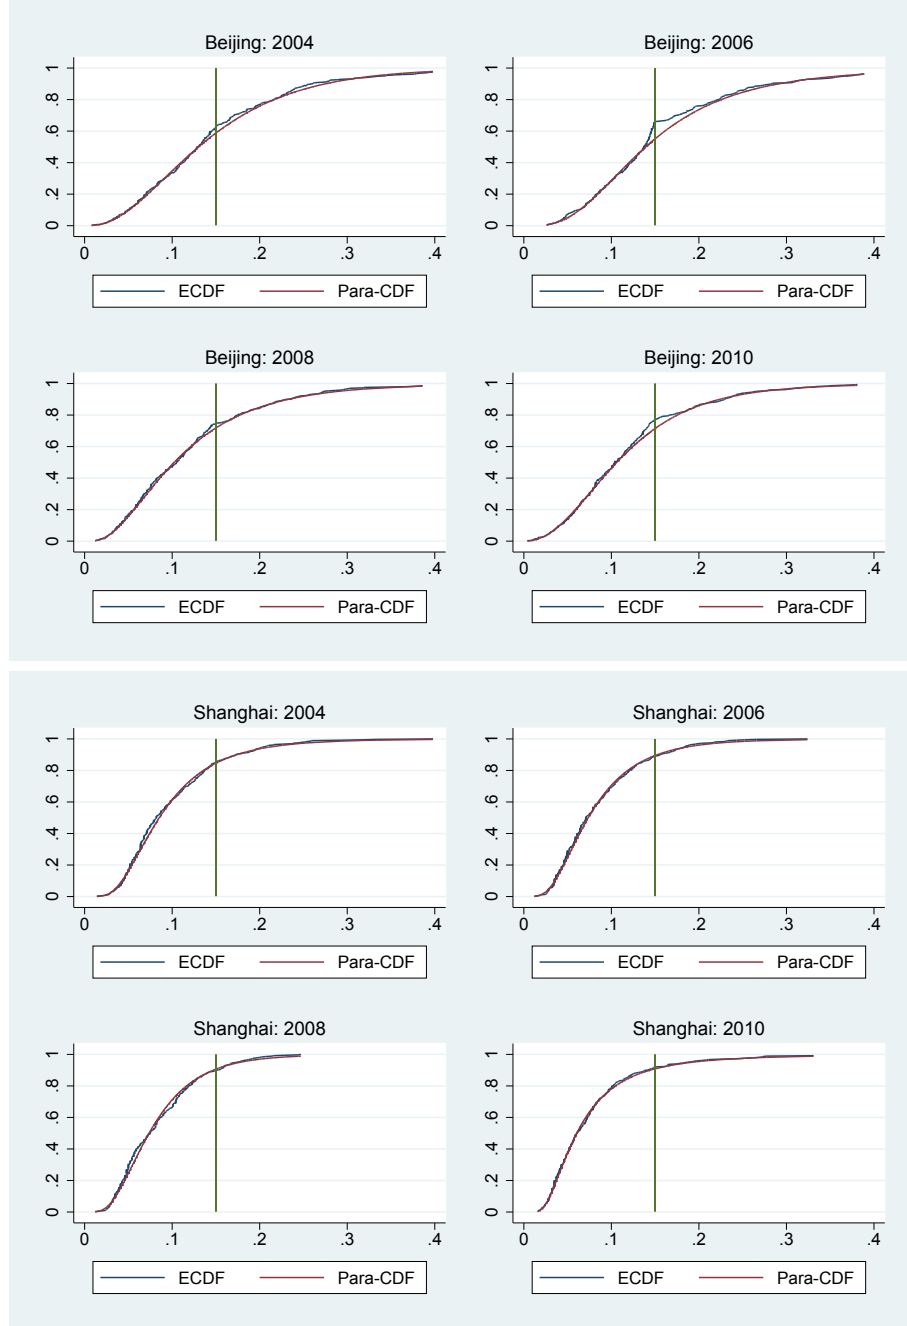 Beijing: 2004
1
.8
.6
.4
.2
0
0 .1 .2 .3 .4
ECDF Para-CDF
Beijing: 2006
1
.8
.6
.4
.2
0
0 .1 .2 .3 .4
ECDF Para-CDF
Beijing: 2008
1
.8
.6
.4
.2
0
0 .1 .2 .3 .4
ECDF Para-CDF
Beijing: 2010
1
.8
.6
.4
.2
0
0 .1 .2 .3 .4
ECDF Para-CDF
Shanghai: 2004
1
.8
.6
.4
.2
0
0 .1 .2 .3 .4
ECDF Para-CDF
Shanghai: 2006
1
.8
.6
.4
.2
0
0 .1 .2 .3 .4
ECDF Para-CDF
Shanghai: 2008
1
.8
.6
.4
.2
0
0 .1 .2 .3 .4
ECDF Para-CDF
Shanghai: 2010
1
.8
.6
.4
.2
0
0 .1 .2 .3 .4
ECDF Para-CDF